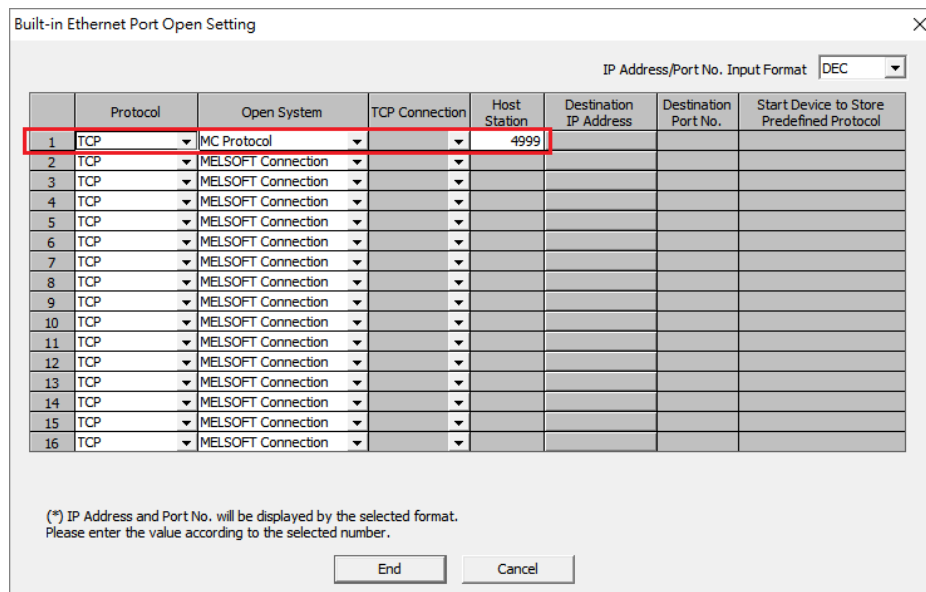 Built-in Ethernet Port Open Setting
IP Address/Port No. Input Format DEC
Protocol Open System TCP Connection Host Station Destination IP Address Destination Port No. Start Device to Store Predefined Protocol
1 TCP MC Protocol 4999
2 TCP MELSOFT Connection
3 TCP MELSOFT Connection
4 TCP MELSOFT Connection
5 TCP MELSOFT Connection
6 TCP MELSOFT Connection
7 TCP MELSOFT Connection
8 TCP MELSOFT Connection
9 TCP MELSOFT Connection
10 TCP MELSOFT Connection
11 TCP MELSOFT Connection
12 TCP MELSOFT Connection
13 TCP MELSOFT Connection
14 TCP MELSOFT Connection
15 TCP MELSOFT Connection
16 TCP MELSOFT Connection
(*) IP Address and Port No. will be displayed by the selected format.
Please enter the value according to the selected number.
End Cancel